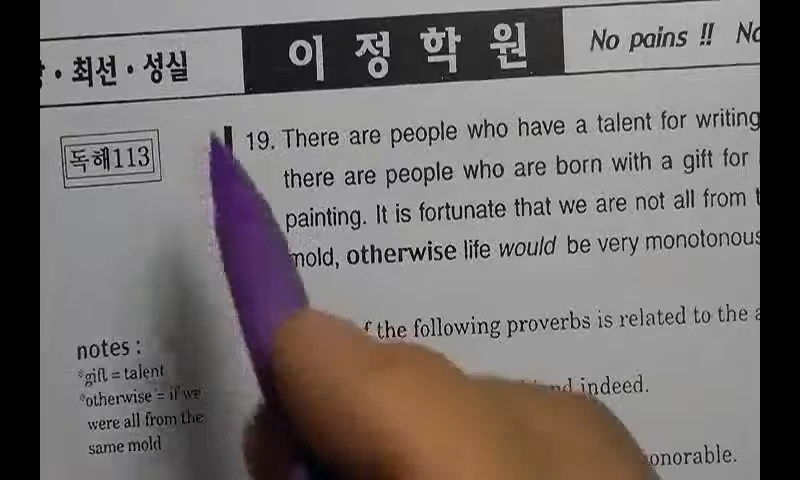 · 최선 · 성실
이 정 학 원
No pains !!
독해113
19. There are people who have a talent for writing
there are people who are born with a gift for
painting. It is fortunate that we are not all from
mold, otherwise life would be very monotonous
of the following proverbs is related to the
indeed.
onorable.
notes :
*gift = talent
*otherwise = if we
were all from the
same mold